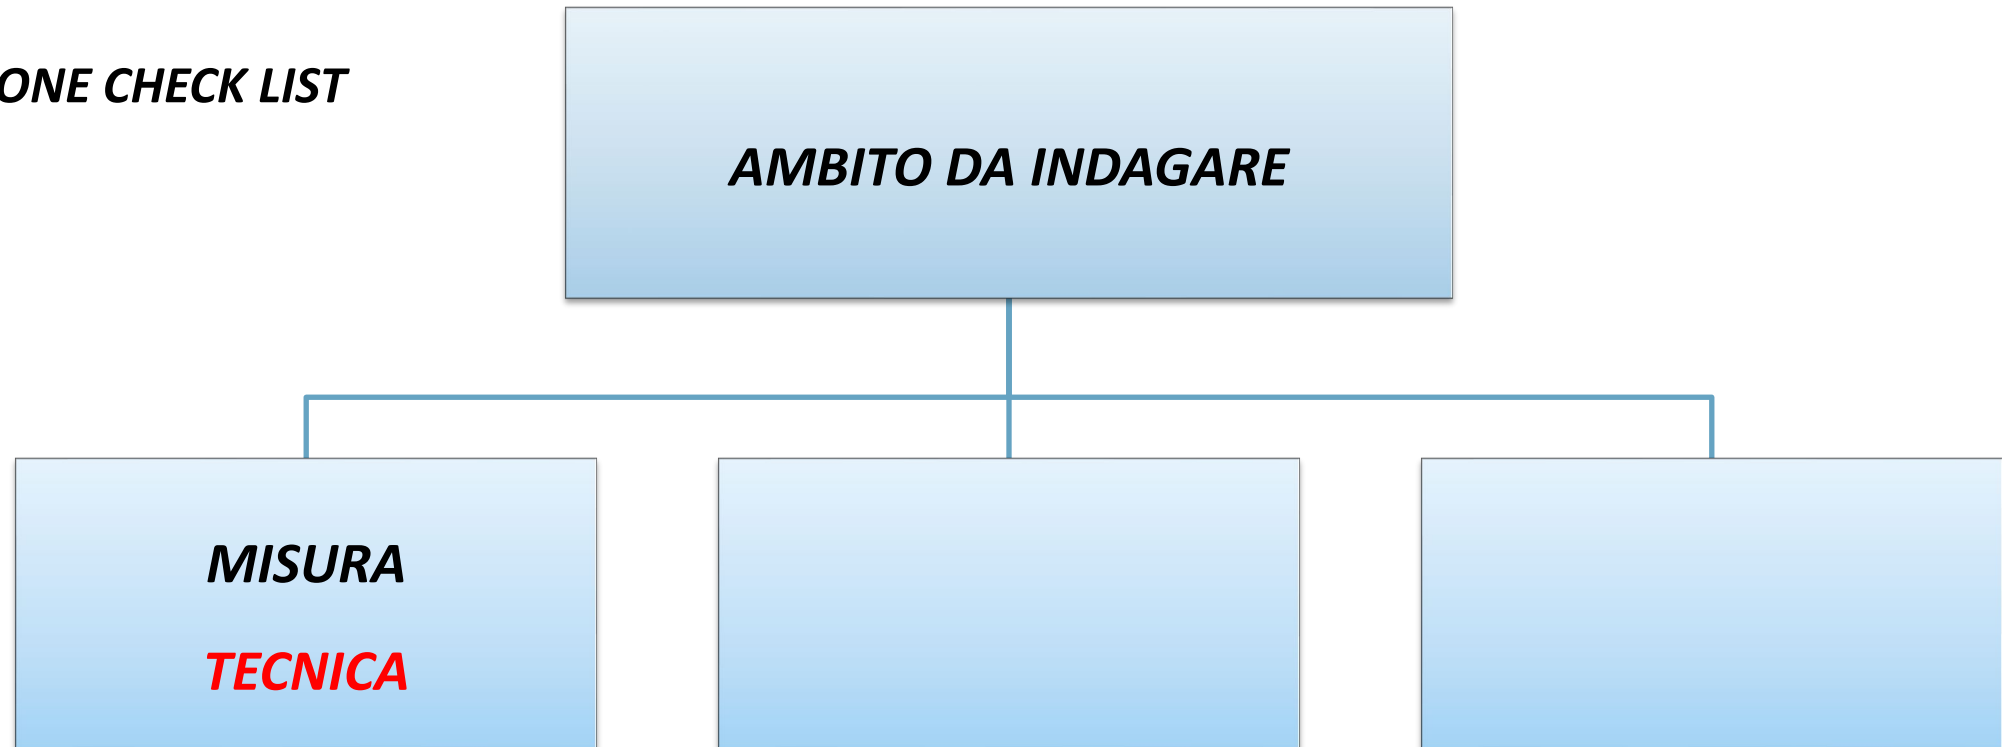 ONE CHECK LIST
AMBITO DA INDAGARE
MISURA
TECNICA